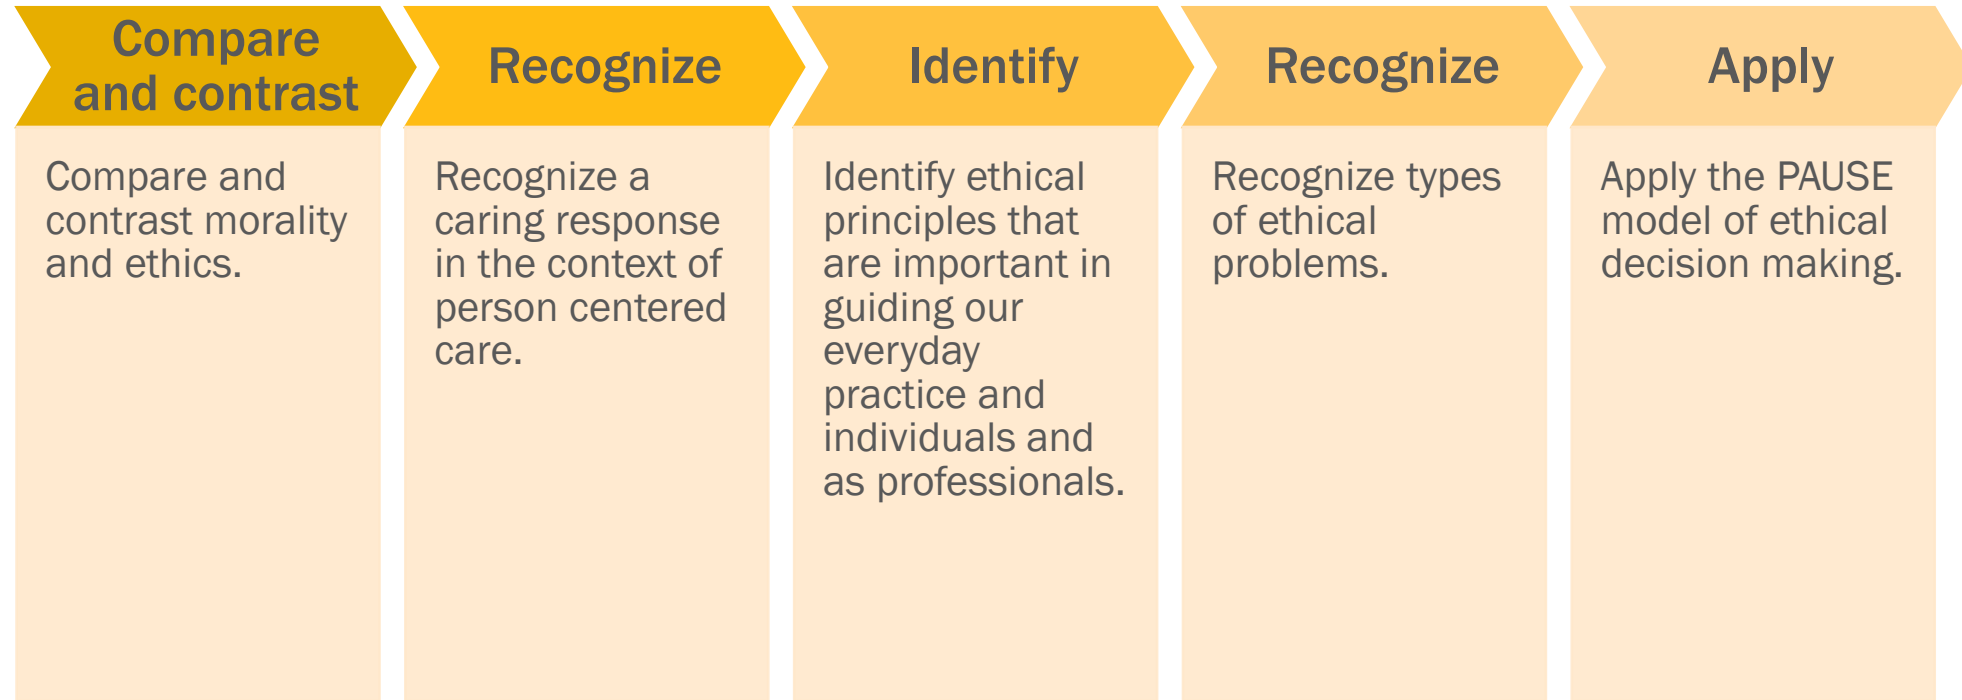 Compare
and contrast
Recognize
Identify
Recognize
Apply
Compare and
contrast morality
and ethics.
Recognize a
caring response
in the context of
person centered
care.
Identify ethical
principles that
are important in
guiding our
everyday
practice and
individuals and
as professionals.
Recognize types
of ethical
problems.
Apply the PAUSE
model of ethical
decision making.